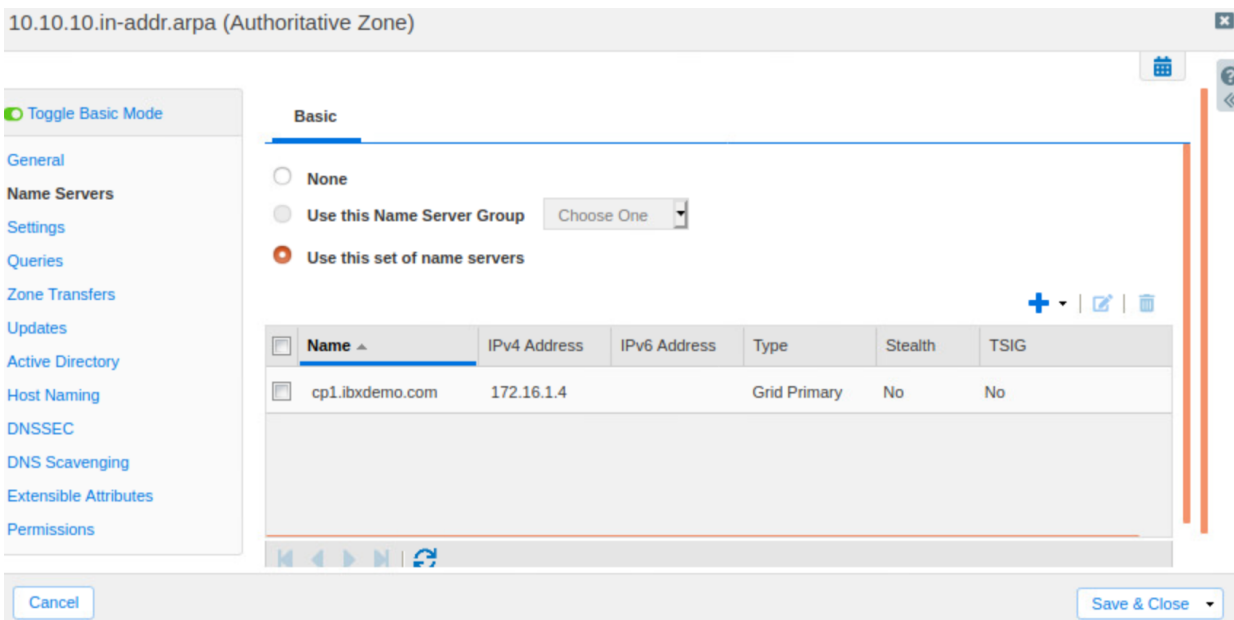 10.10.10.in-addr.arpa (Authoritative Zone)
Toggle Basic Mode
General
Name Servers
Settings
Queries
Zone Transfers
Updates
Active Directory
Host Naming
DNSSEC
DNS Scavenging
Extensible Attributes
Permissions
Basic
None
Use this Name Server Group Choose One
Use this set of name servers
Name IPv4 Address IPv6 Address Type Stealth TSIG
cp1.ibxdemo.com 172.16.1.4 Grid Primary No No
Cancel Save & Close